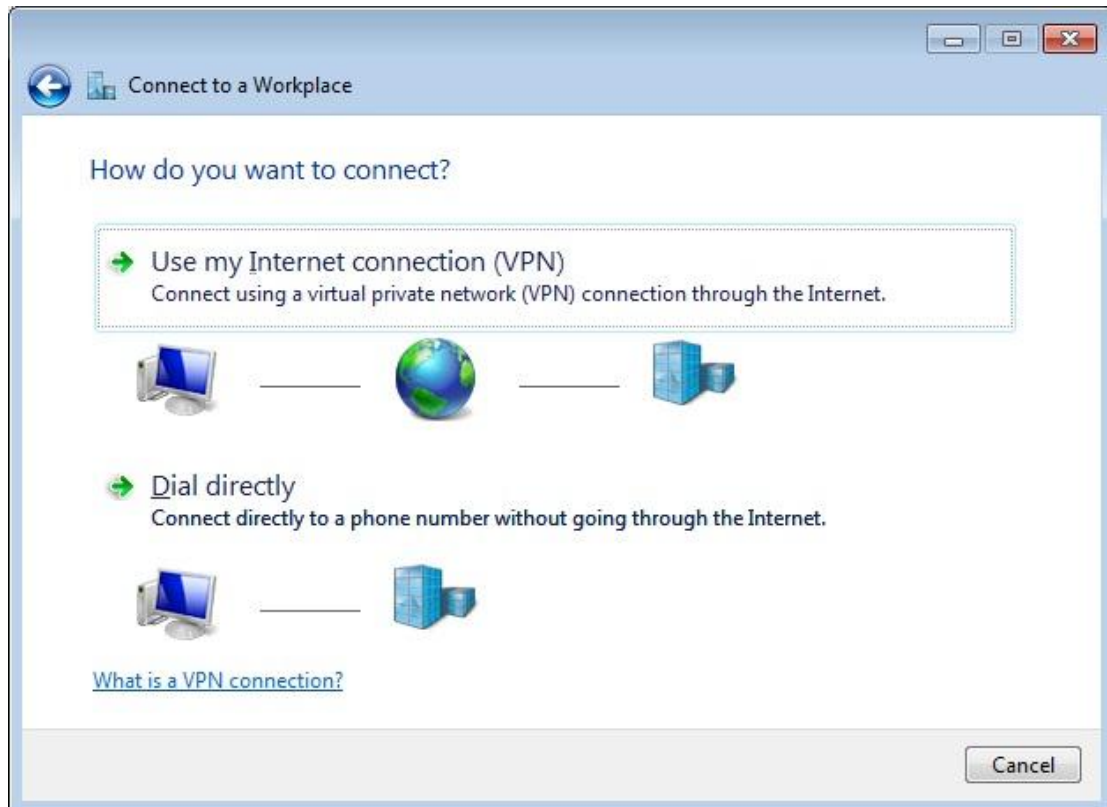 Connect to a Workplace
How do you want to connect?
Use my Internet connection (VPN)
Connect using a virtual private network (VPN) connection through the Internet.
Dial directly
Connect directly to a phone number without going through the Internet.
What is a VPN connection?
Cancel